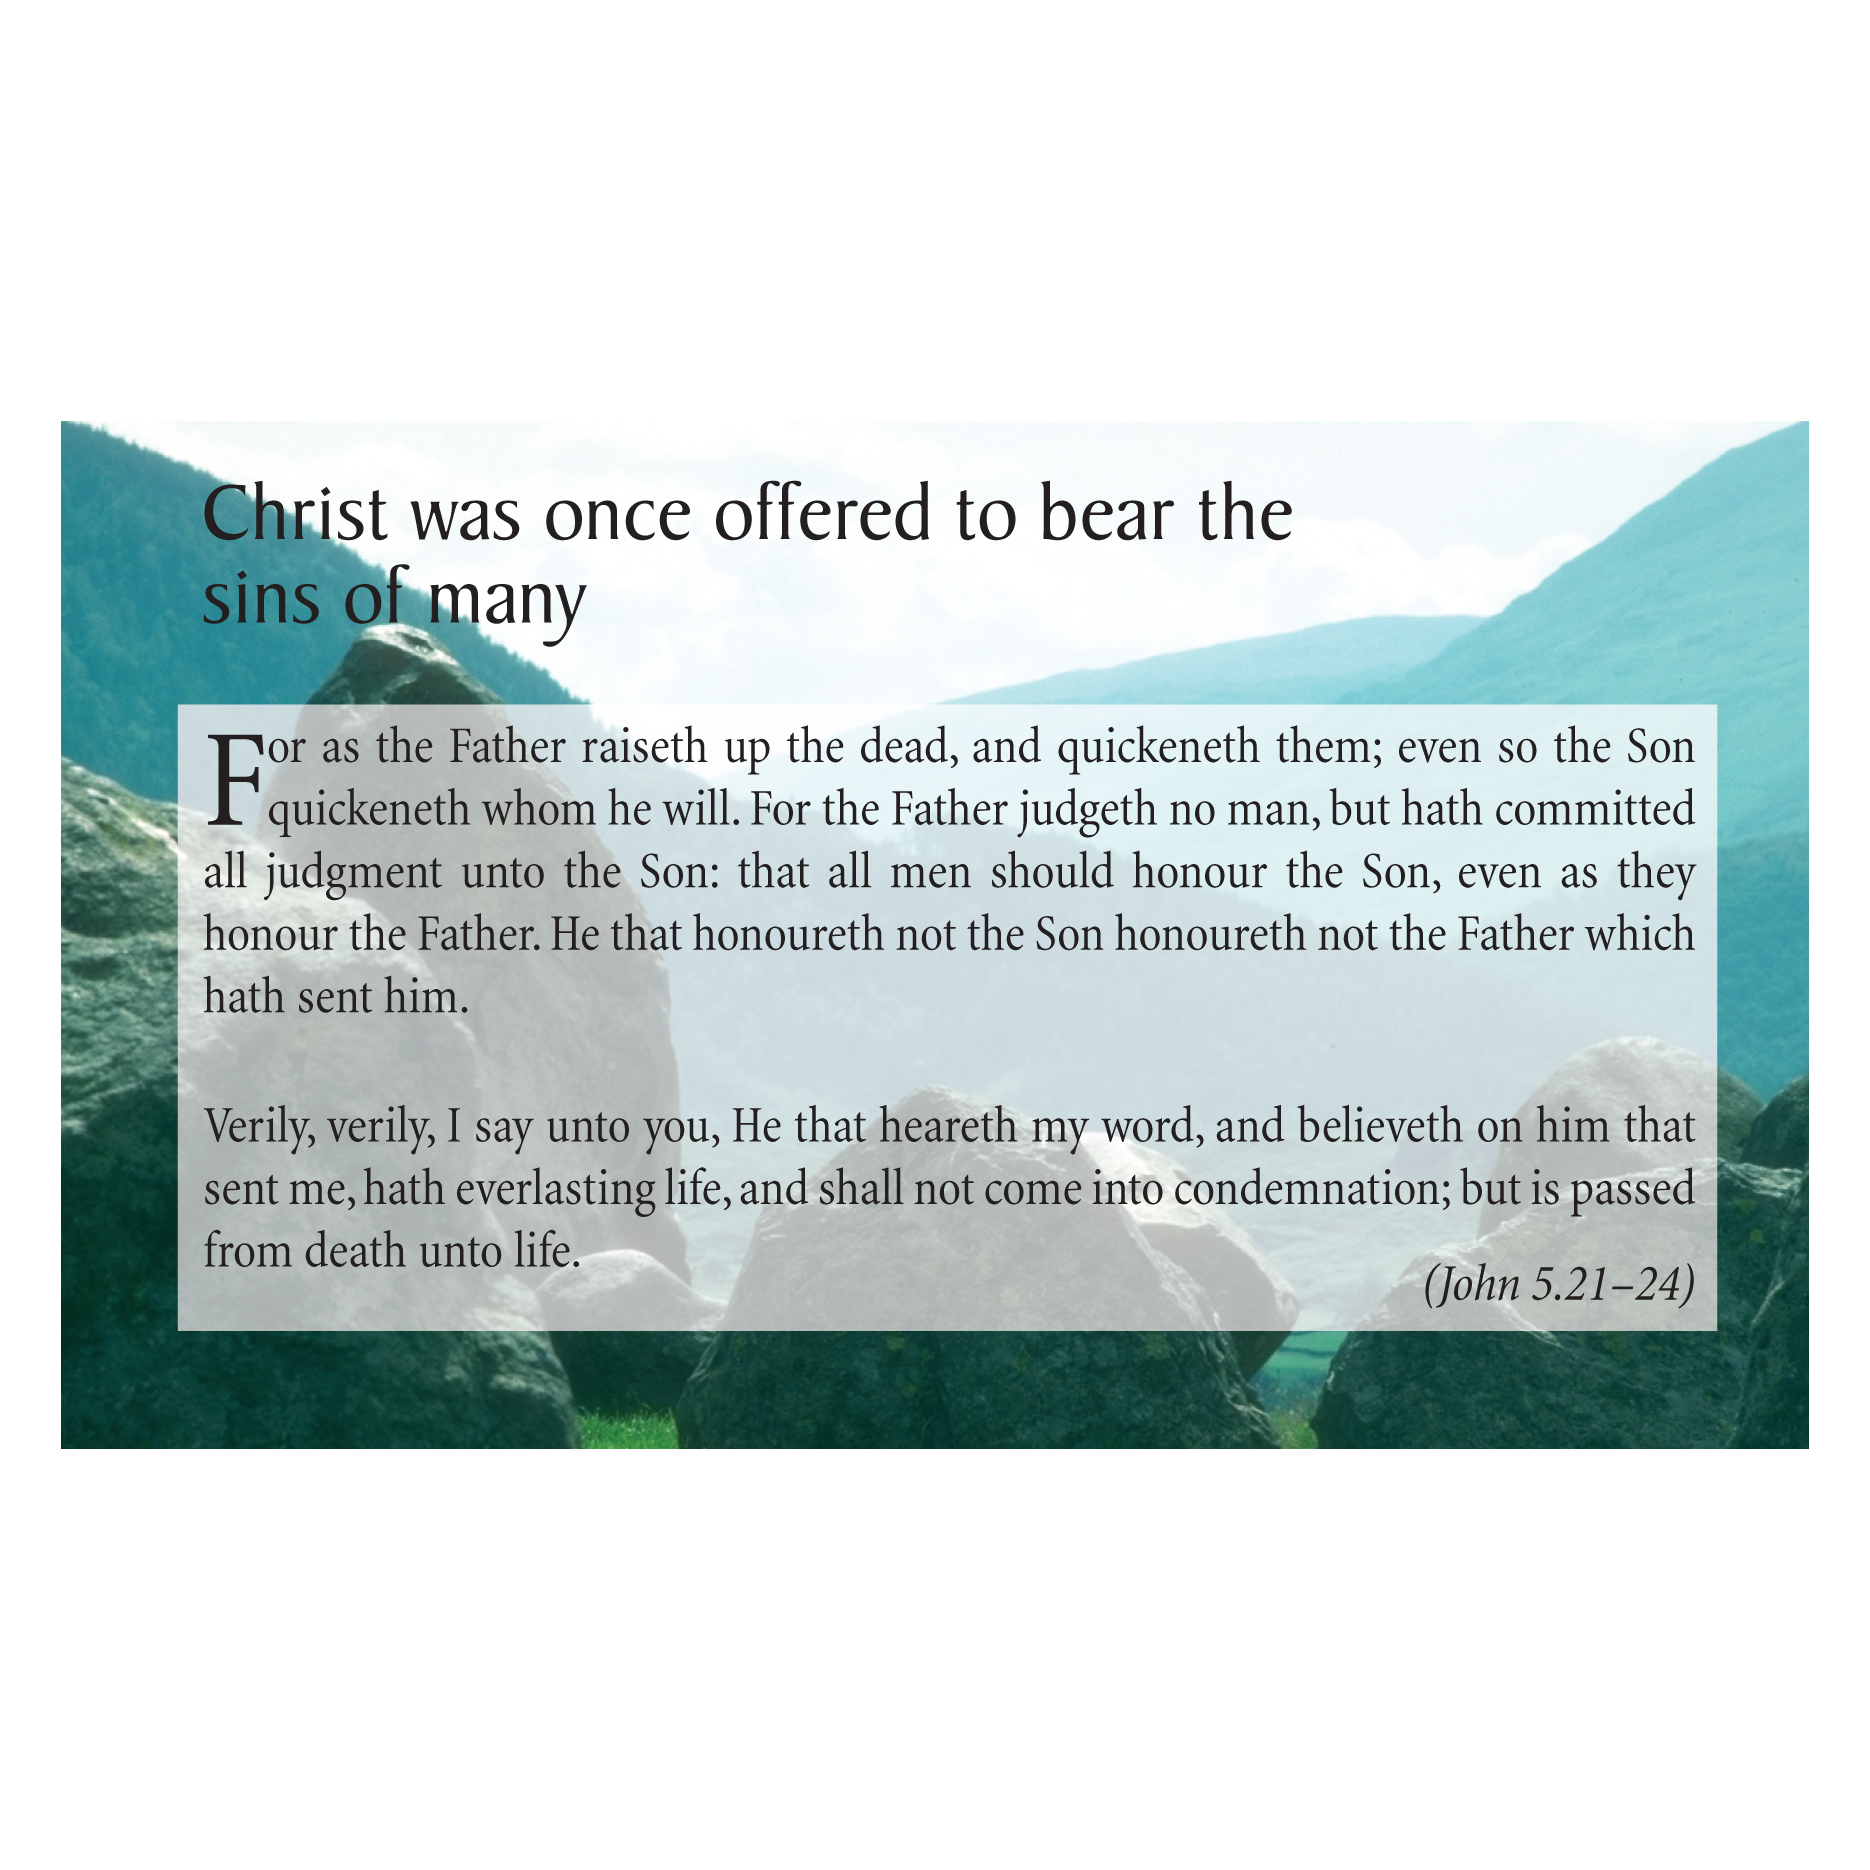 Christ was once offered to bear the
sins of many
For as the Father raiseth up the dead, and quickeneth them; even so the Son
quickeneth whom he will. For the Father judgeth no man, but hath committed
all judgment unto the Son: that all men should honour the Son, even as they
honour the Father. He that honoureth not the Son honoureth not the Father which
hath sent him.
Verily, verily, I say unto you, He that heareth my word, and believeth on him that
sent me, hath everlasting life, and shall not come into condemnation; but is passed
from death unto life.
(John 5.21–24)